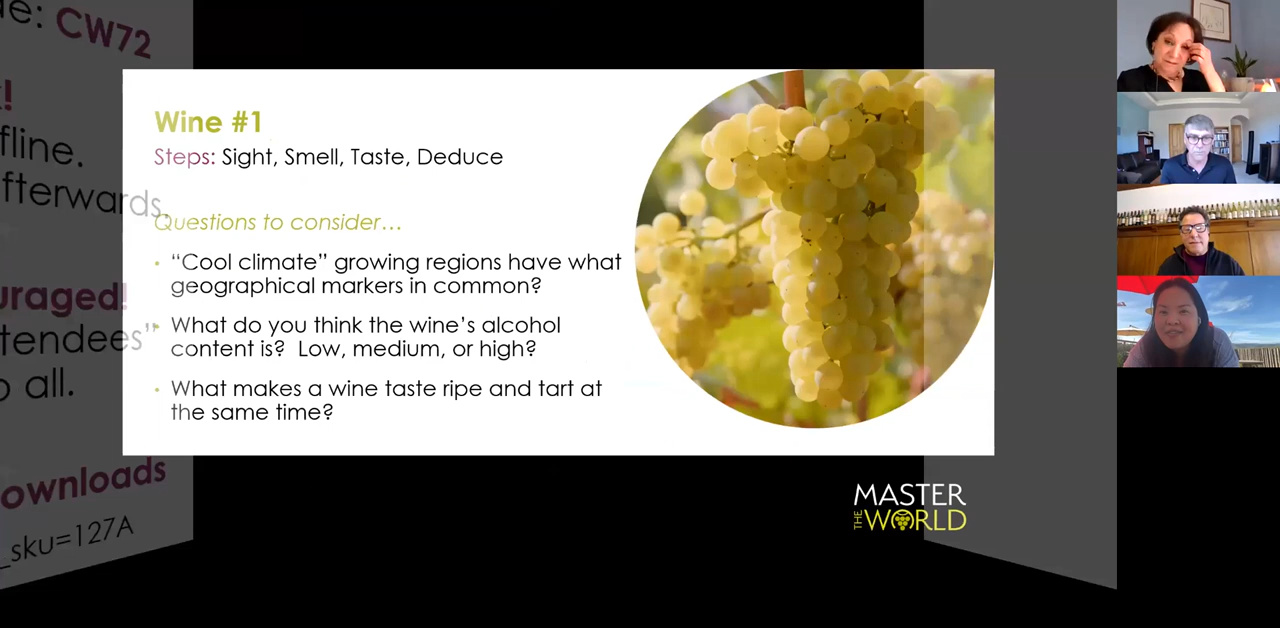 e: CW72
!
fline.
fterwards
uraged!
tendees"
o all.
ownloads
_sku=127A
Wine #1
Steps: Sight, Smell, Taste, Deduce
Questions to consider…
• “Cool climate” growing regions have what
geographical markers in common?
• What do you think the wine’s alcohol
content is?  Low, medium, or high?
• What makes a wine taste ripe and tart at
the same time?
MASTER
THE WORLD